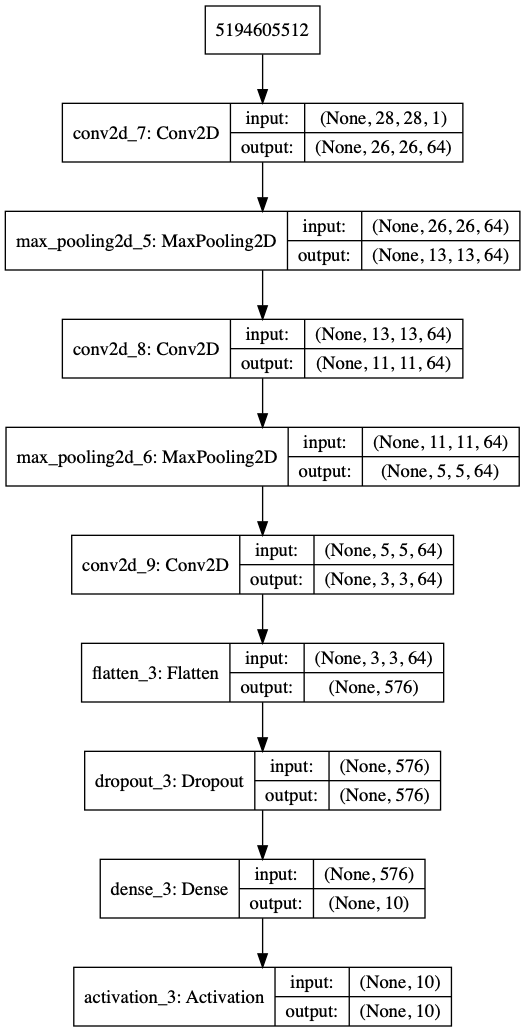 5194605512
conv2d_7: Conv2D
input:
(None, 28, 28, 1)
output:
(None, 26, 26, 64)
max_pooling2d_5: MaxPooling2D
input:
(None, 26, 26, 64)
output:
(None, 13, 13, 64)
conv2d_8: Conv2D
input:
(None, 13, 13, 64)
output:
(None, 11, 11, 64)
max_pooling2d_6: MaxPooling2D
input:
(None, 11, 11, 64)
output:
(None, 5, 5, 64)
conv2d_9: Conv2D
input:
(None, 5, 5, 64)
output:
(None, 3, 3, 64)
flatten_3: Flatten
input:
(None, 3, 3, 64)
output:
(None, 576)
dropout_3: Dropout
input:
(None, 576)
output:
(None, 576)
dense_3: Dense
input:
(None, 576)
output:
(None, 10)
activation_3: Activation
input:
(None, 10)
output:
(None, 10)